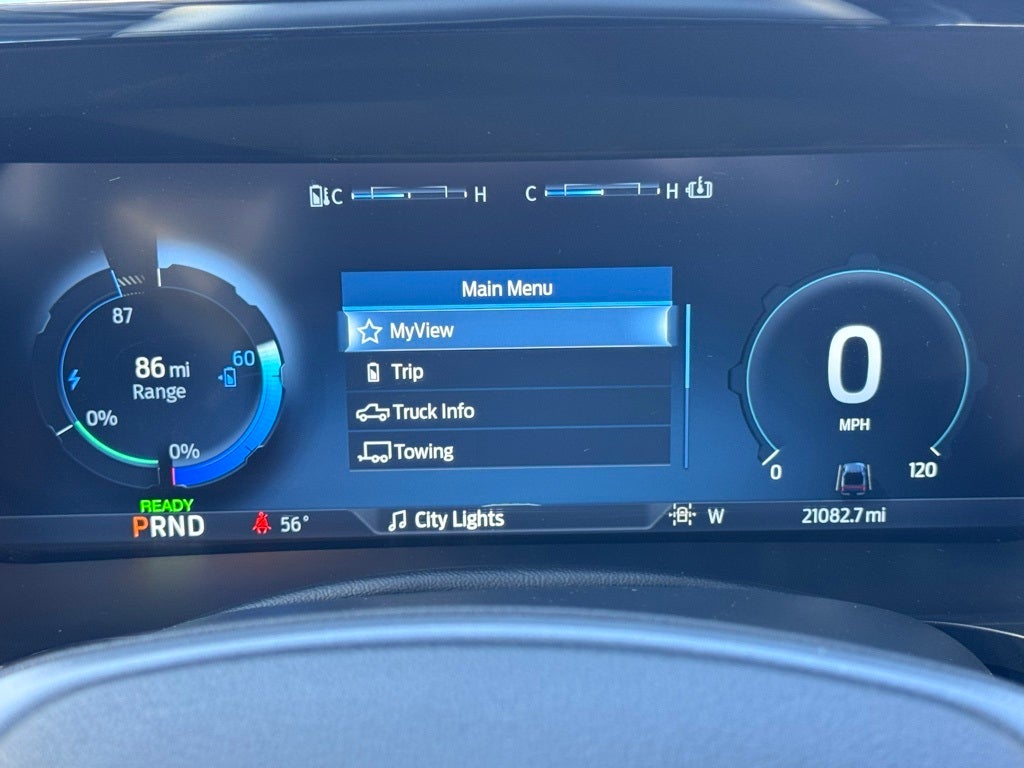 C H C H
Main Menu
MyView
Trip
Truck Info
Towing
87
86 mi
Range
60
0%
0%
0
MPH
0 120
READY
PRND
56°
City Lights
W
21082.7 mi